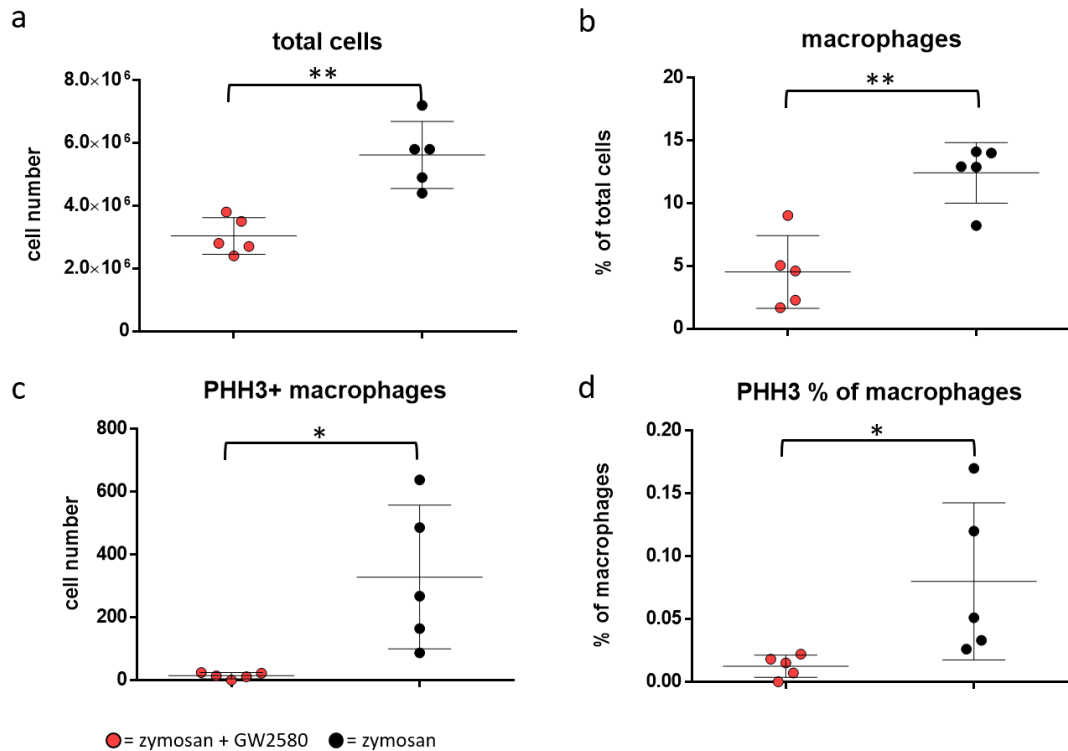 a
total cells
**
8.0×10⁶
6.0×10⁶
4.0×10⁶
2.0×10⁶
0
cell number
b
macrophages
**
20
15
10
5
0
% of total cells
c
PHH3+ macrophages
*
800
600
400
200
0
cell number
d
PHH3 % of macrophages
*
0.20
0.15
0.10
0.05
0.00
% of macrophages
= zymosan + GW2580 = zymosan